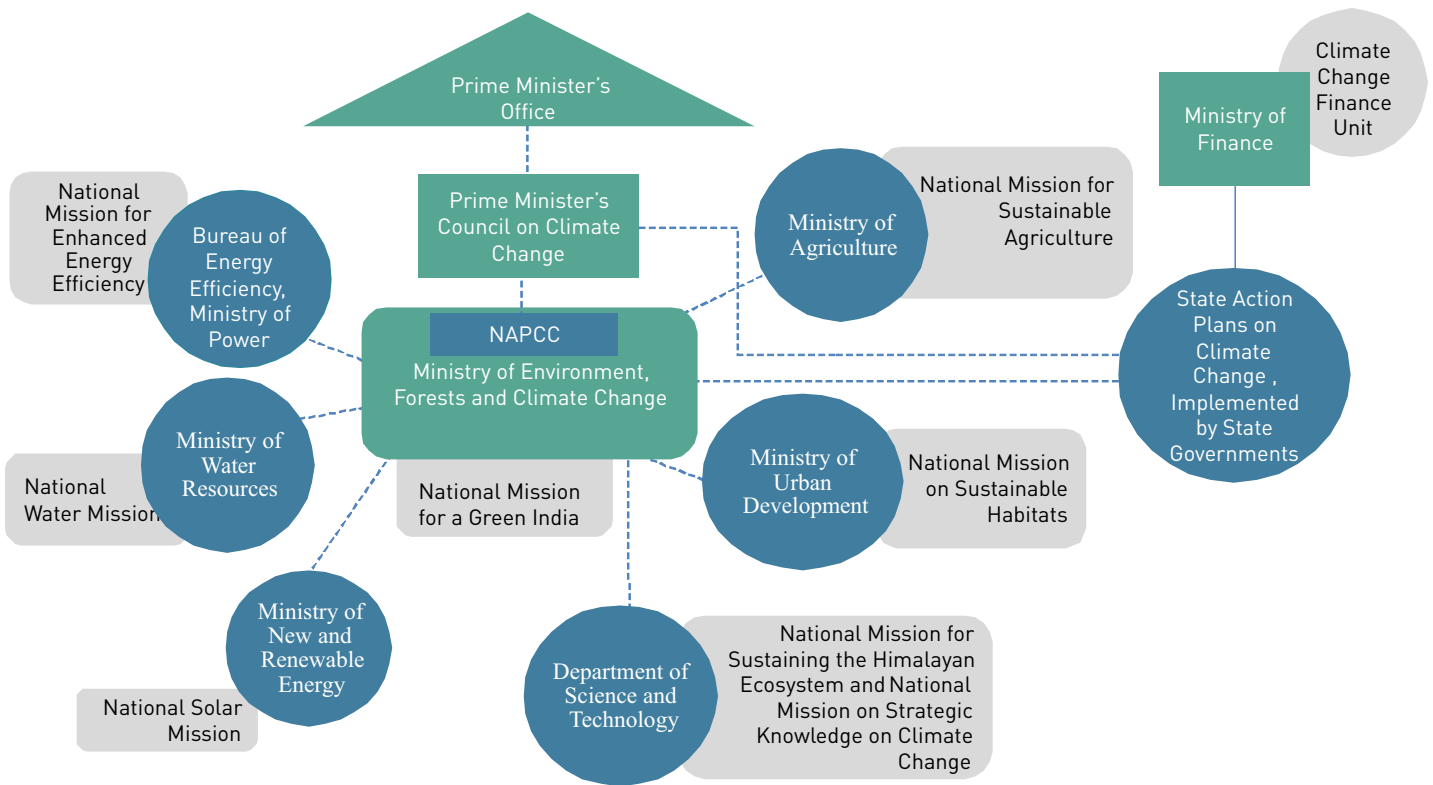 Prime Minister's
Office
Climate
Change
Finance
Unit
Ministry of
Finance
Prime Minister's
Council on Climate
Change
National
Mission for
Enhanced
Energy
Efficiency
Bureau of
Energy
Efficiency,
Ministry of
Power
Ministry of
Agriculture
National Mission for
Sustainable
Agriculture
NAPCC
Ministry of Environment,
Forests and Climate Change
State Action
Plans on
Climate
Change ,
Implemented
by State
Governments
Ministry of
Water
Resources
National
Water Mission
National Mission
for a Green India
Ministry of
Urban
Development
National Mission
on Sustainable
Habitats
Ministry of
New and
Renewable
Energy
National Solar
Mission
Department of
Science and
Technology
National Mission for
Sustaining the Himalayan
Ecosystem and National
Mission on Strategic
Knowledge on Climate
Change